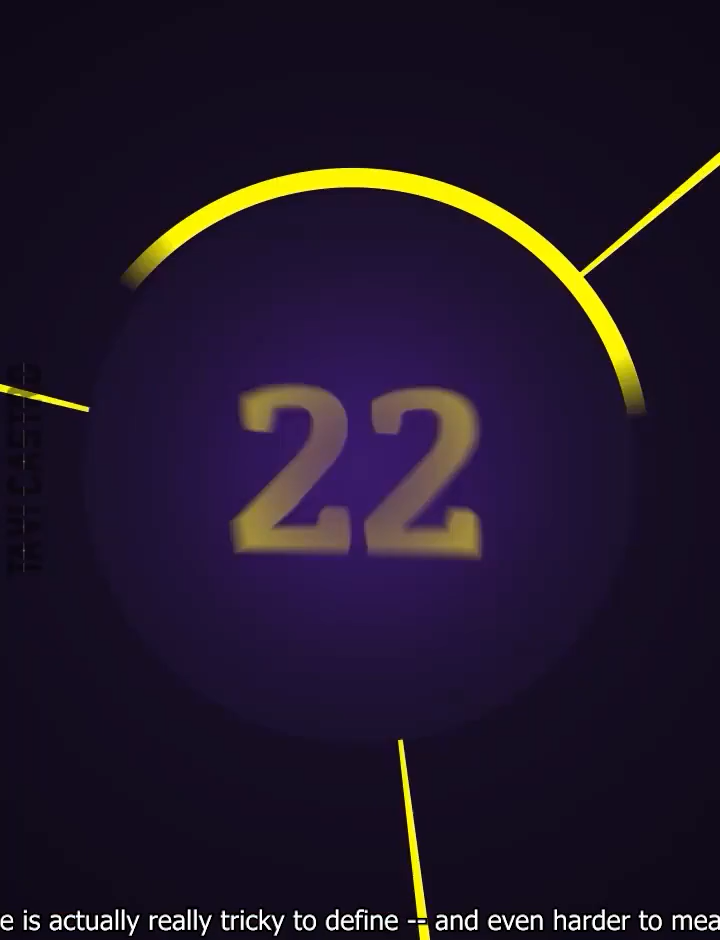 22
e is actually really tricky to define -- and even harder to mea